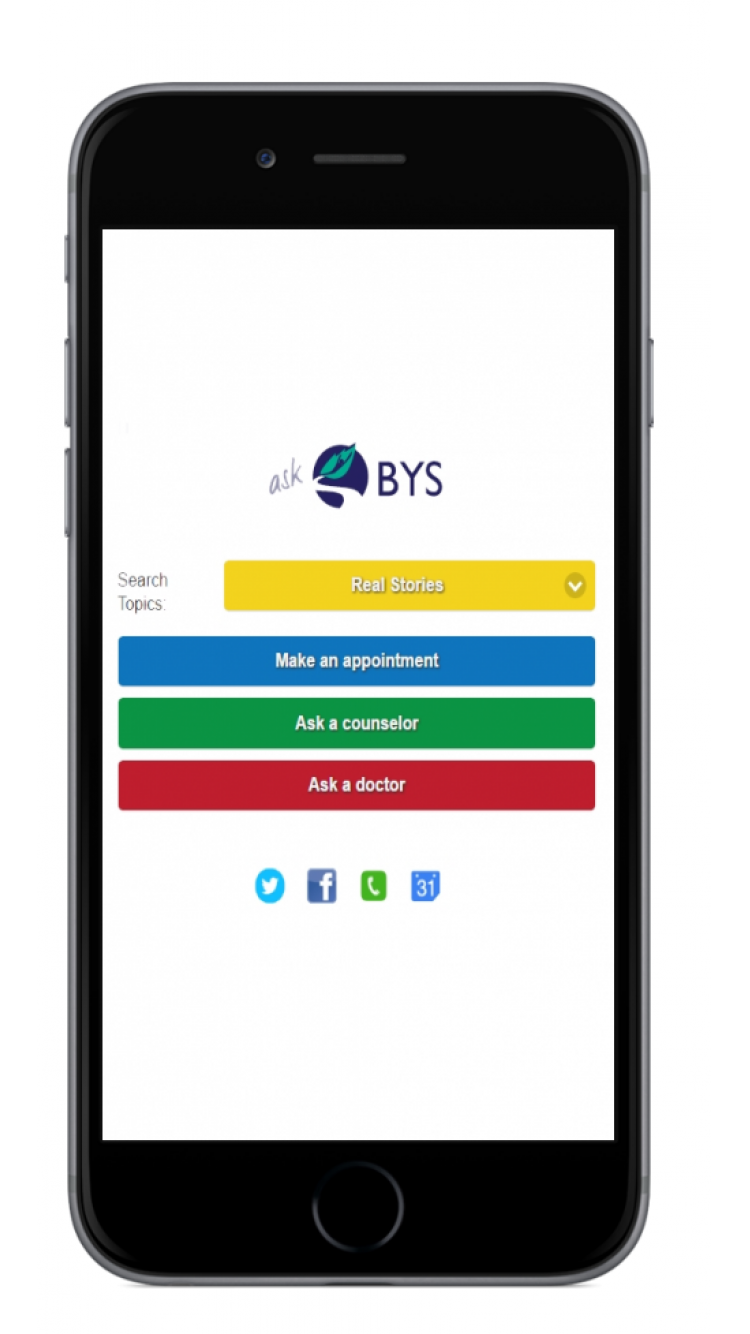 ask BYS
Search
Topics:
Real Stories
Make an appointment
Ask a counselor
Ask a doctor
31